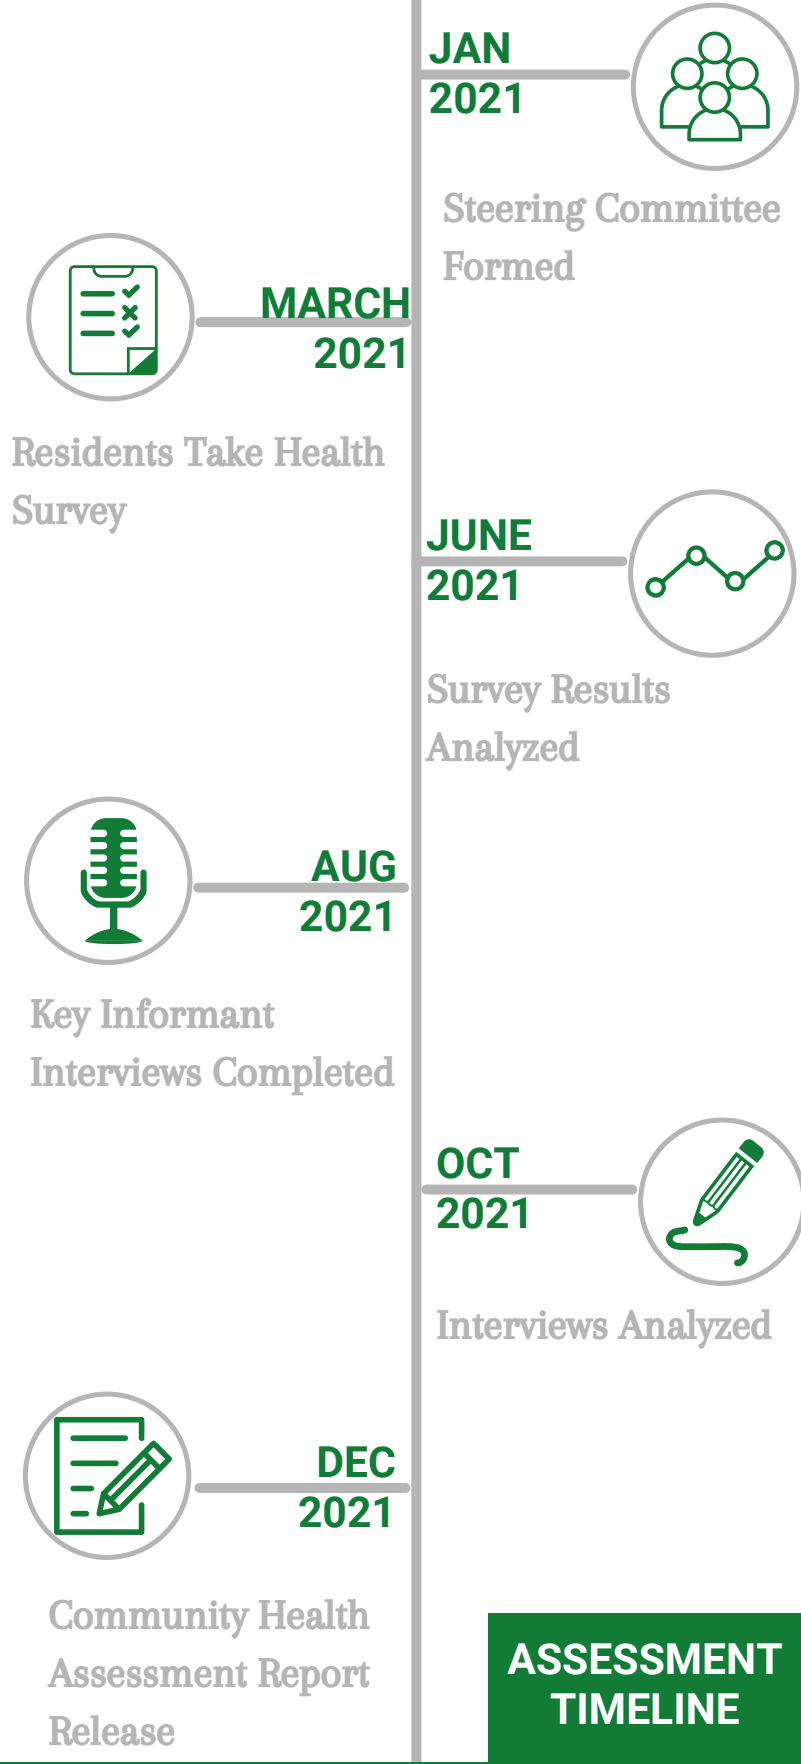 JAN
2021
Steering Committee
Formed
MARCH
2021
Residents Take Health
Survey
JUNE
2021
Survey Results
Analyzed
AUG
2021
Key Informant
Interviews Completed
OCT
2021
Interviews Analyzed
DEC
2021
Community Health
Assessment Report
Release
ASSESSMENT
TIMELINE